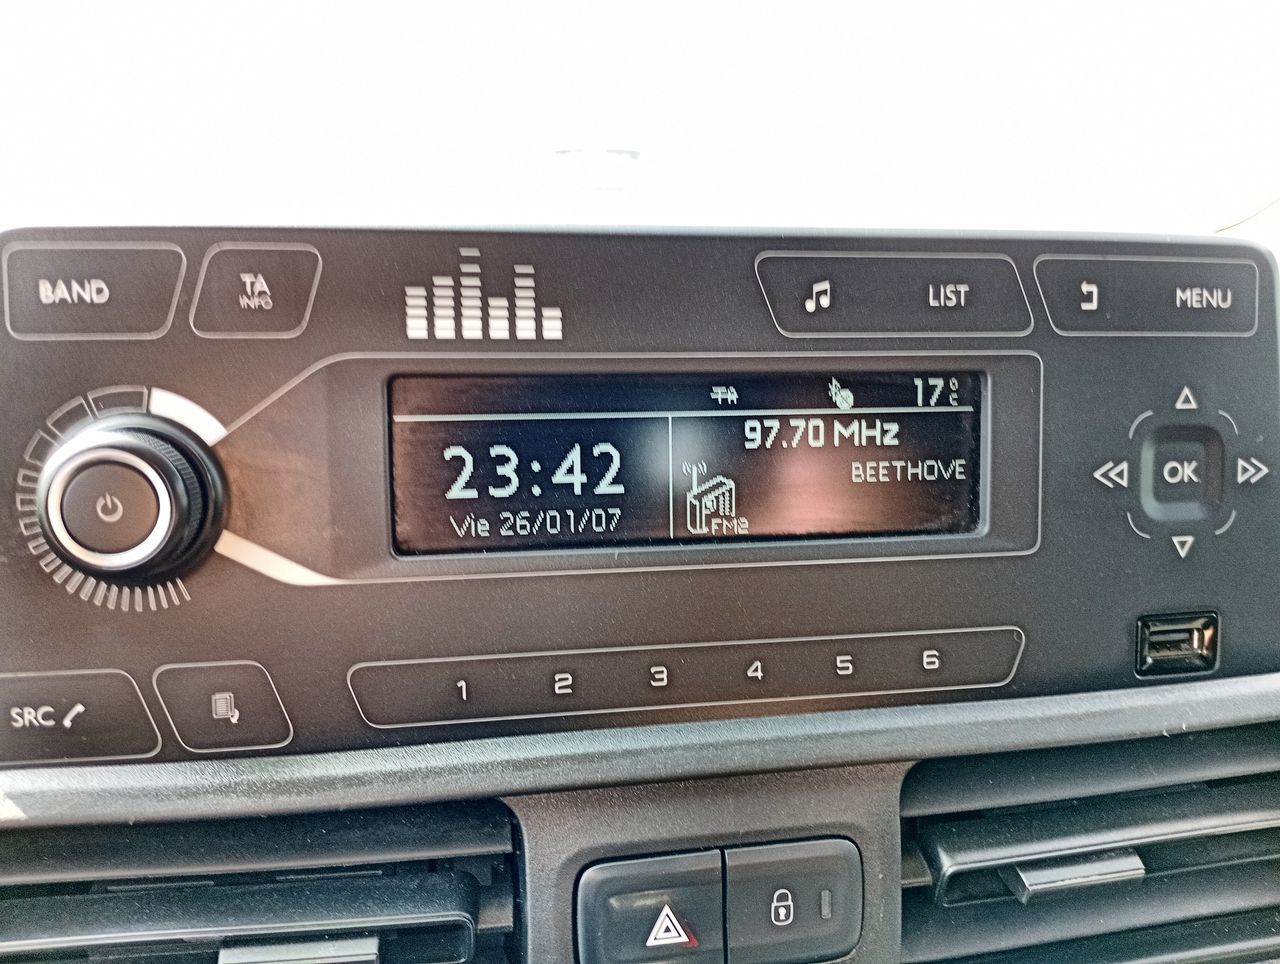 BAND
TA
INFO
LIST
MENU
TA
17°C
23:42
97.70 MHz
BEETHOVE
Vie 26/01/07
FM2
OK
SRC
1 2 3 4 5 6